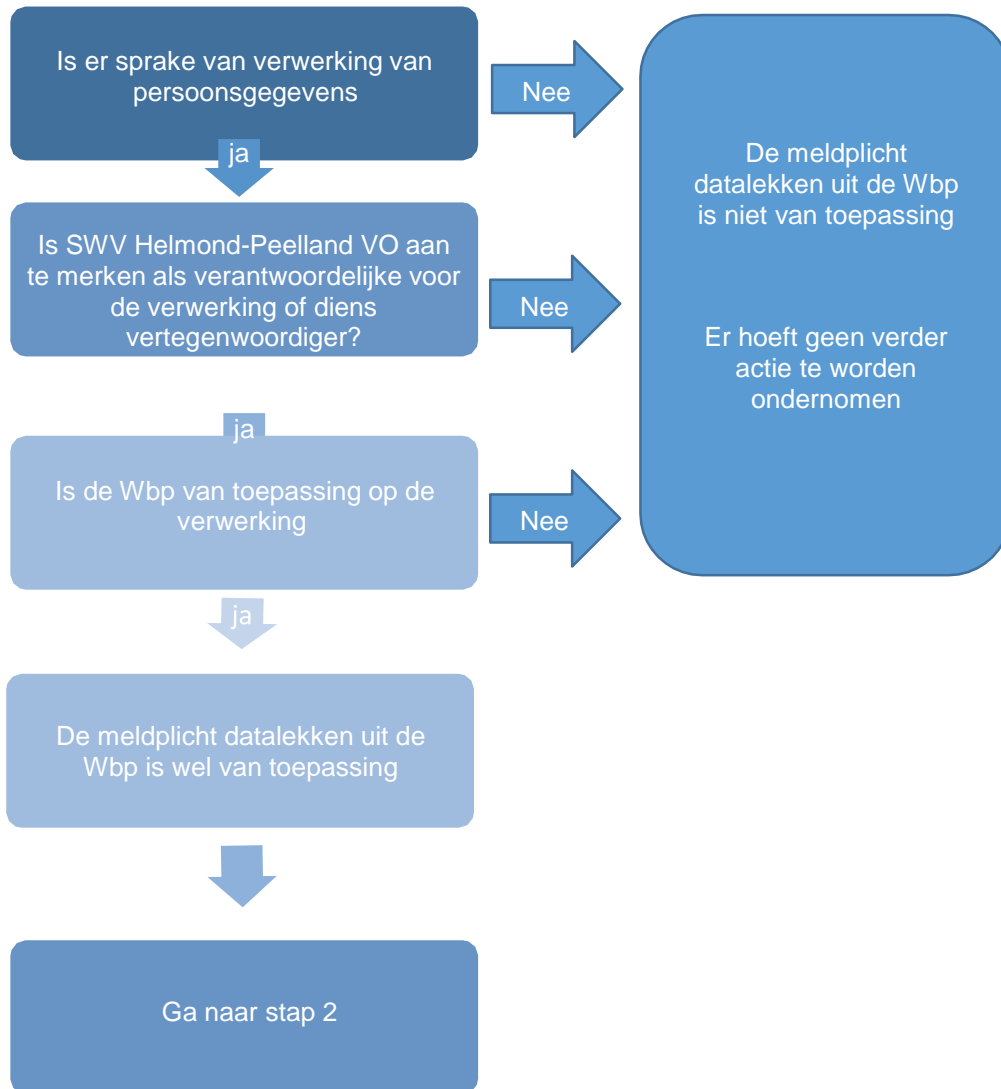 Is er sprake van verwerking van
persoonsgegevens
Nee
ja
De meldplicht
datalekken uit de Wbp
is niet van toepassing
Er hoeft geen verder
actie te worden
ondernomen
Is SWV Helmond-Peelland VO aan
te merken als verantwoordelijke voor
de verwerking of diens
vertegenwoordiger?
Nee
ja
Is de Wbp van toepassing op de
verwerking
Nee
ja
De meldplicht datalekken uit de
Wbp is wel van toepassing
Ga naar stap 2